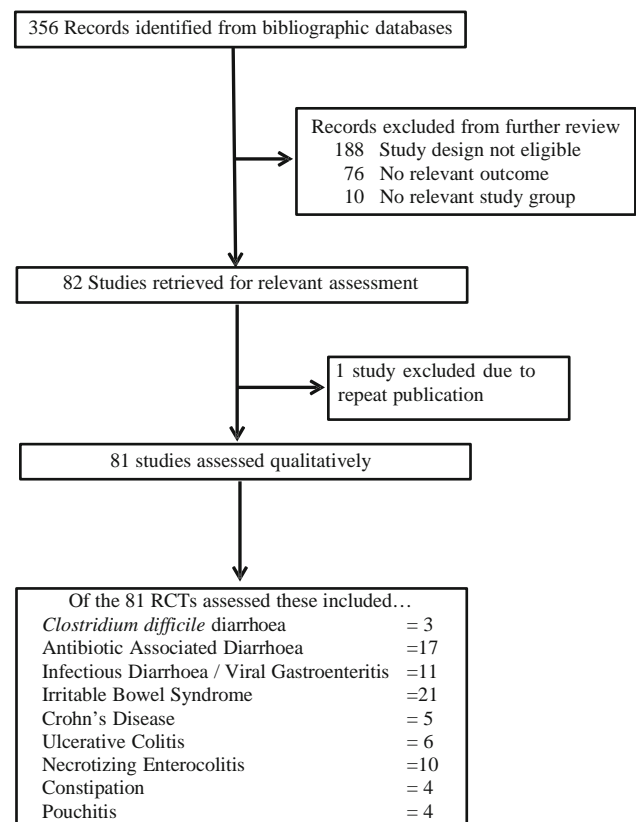 356 Records identified from bibliographic databases
Records excluded from further review
188 Study design not eligible
76 No relevant outcome
10 No relevant study group
82 Studies retrieved for relevant assessment
1 study excluded due to
repeat publication
81 studies assessed qualitatively
Of the 81 RCTs assessed these included…
Clostridium difficile diarrhoea = 3
Antibiotic Associated Diarrhoea =17
Infectious Diarrhoea / Viral Gastroenteritis =11
Irritable Bowel Syndrome =21
Crohn's Disease = 5
Ulcerative Colitis = 6
Necrotizing Enterocolitis =10
Constipation = 4
Pouchitis = 4